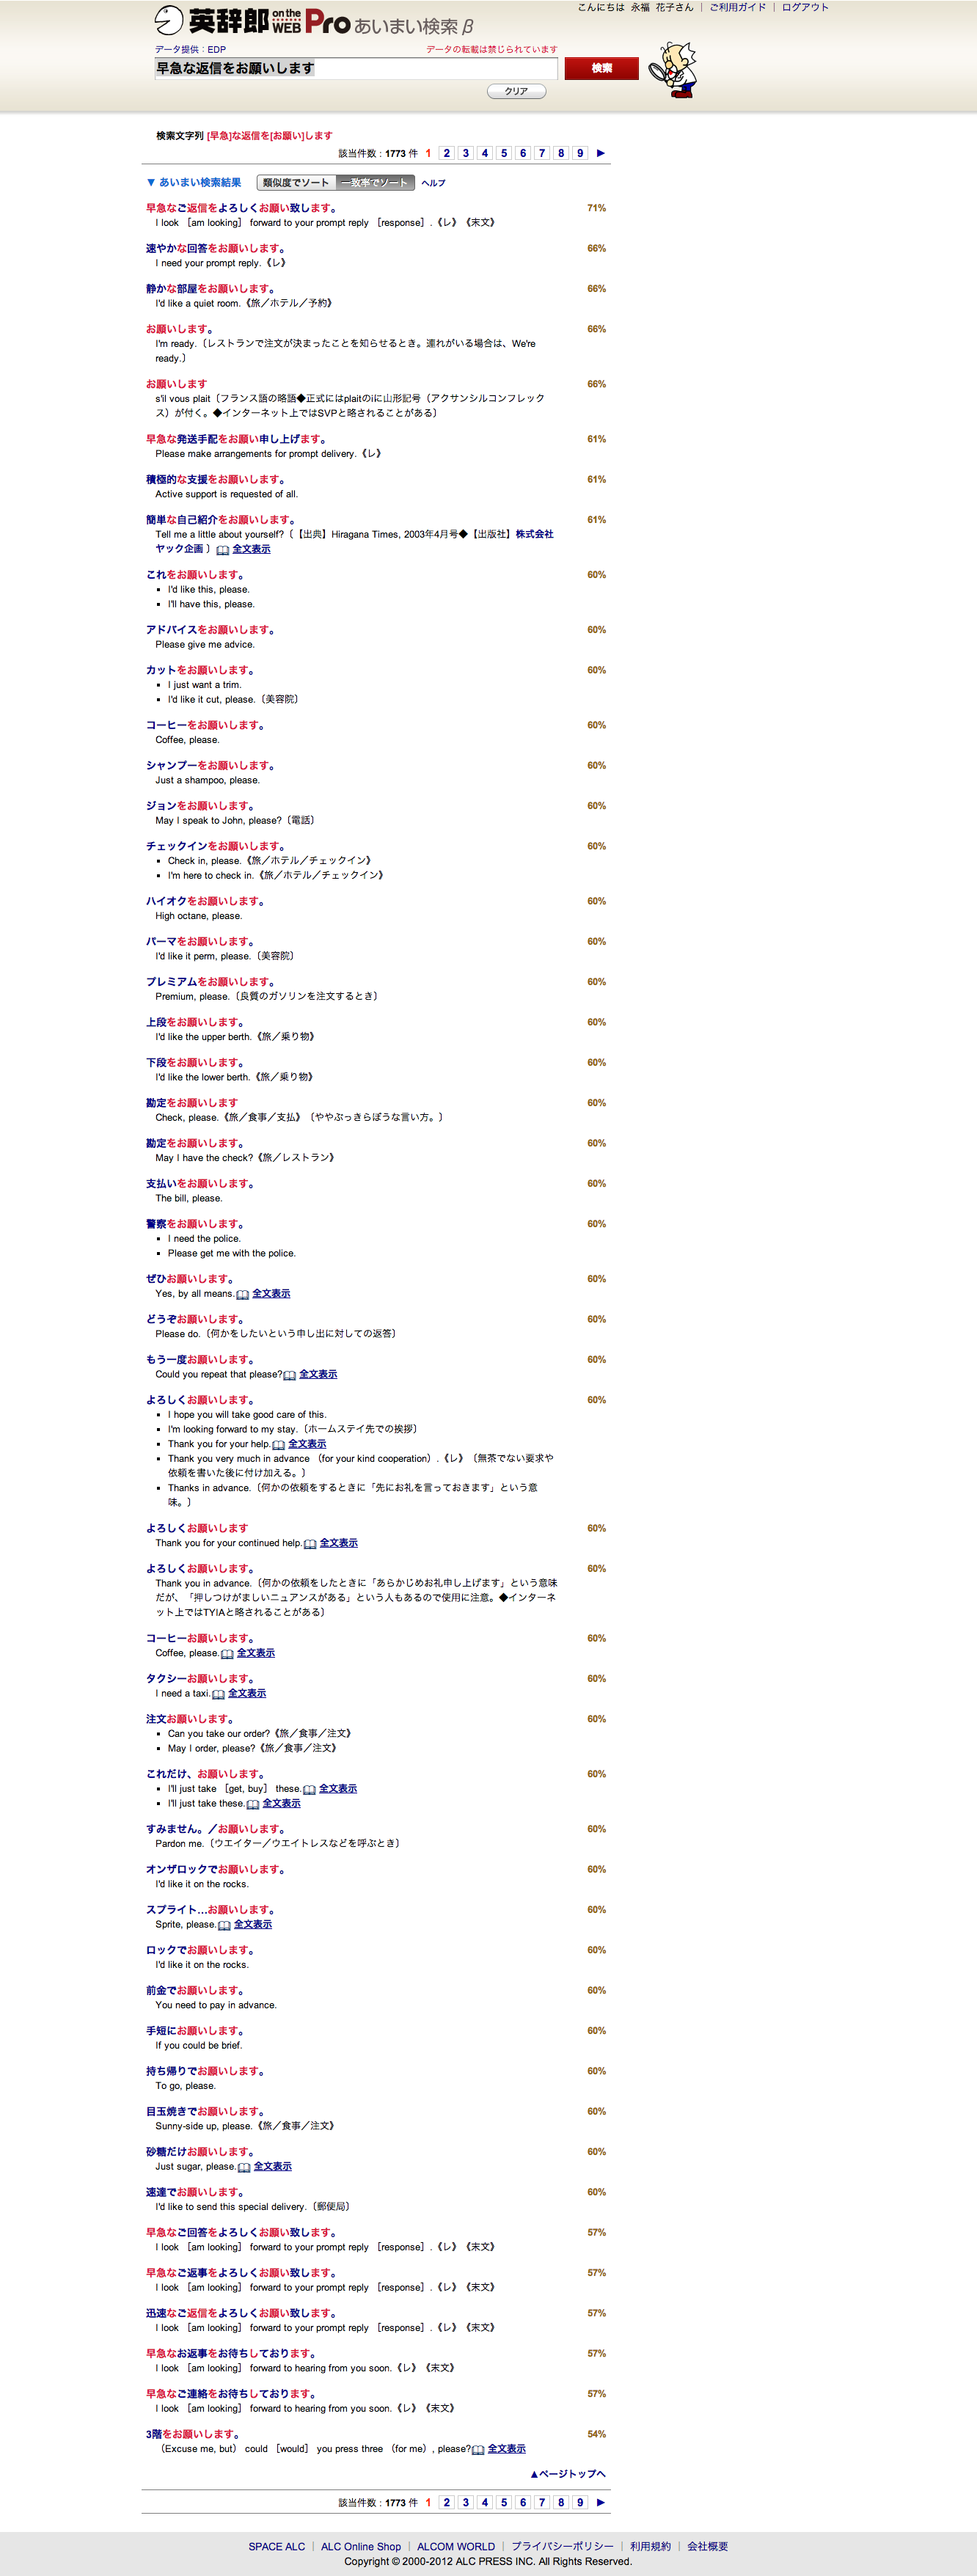 こんにちは 永福 花子さん | ご利用ガイド | ログアウト
英辞郎 on the WEB Pro あいまい検索 β
データ提供：EDP データの転載は禁じられています
早急な返信をお願いします 検索
クリア
検索文字列 [早急]な返信を[お願い]します
該当件数 : 1773 件 1 2 3 4 5 6 7 8 9 ▶
▼ あいまい検索結果 類似度でソート 一致率でソート ヘルプ
早急なご返信をよろしくお願い致します。 71%
I look ［am looking］ forward to your prompt reply ［response］.《レ》《末文》
速やかな回答をお願いします。 66%
I need your prompt reply.《レ》
静かな部屋をお願いします。 66%
I'd like a quiet room.《旅／ホテル／予約》
お願いします。 66%
I'm ready.〔レストランで注文が決まったことを知らせるとき。連れがいる場合は、We're
ready.〕
お願いします 66%
s'il vous plait〔フランス語の略語◆正式にはplaitのiに山形記号（アクサンシルコンフレック
ス）が付く。◆インターネット上ではSVPと略されることがある〕
早急な発送手配をお願い申し上げます。 61%
Please make arrangements for prompt delivery.《レ》
積極的な支援をお願いします。 61%
Active support is requested of all.
簡単な自己紹介をお願いします。 61%
Tell me a little about yourself?〔【出典】Hiragana Times, 2003年4月号◆【出版社】株式会社
ヤック企画 〕 全文表示
これをお願いします。 60%
▪ I'd like this, please.
▪ I'll have this, please.
アドバイスをお願いします。 60%
Please give me advice.
カットをお願いします。 60%
▪ I just want a trim.
▪ I'd like it cut, please.〔美容院〕
コーヒーをお願いします。 60%
Coffee, please.
シャンプーをお願いします。 60%
Just a shampoo, please.
ジョンをお願いします。 60%
May I speak to John, please?〔電話〕
チェックインをお願いします。 60%
▪ Check in, please.《旅／ホテル／チェックイン》
▪ I'm here to check in.《旅／ホテル／チェックイン》
ハイオクをお願いします。 60%
High octane, please.
パーマをお願いします。 60%
I'd like it perm, please.〔美容院〕
プレミアムをお願いします。 60%
Premium, please.〔良質のガソリンを注文するとき〕
上段をお願いします。 60%
I'd like the upper berth.《旅／乗り物》
下段をお願いします。 60%
I'd like the lower berth.《旅／乗り物》
勘定をお願いします 60%
Check, please.《旅／食事／支払》〔ややぶっきらぼうな言い方。〕
勘定をお願いします。 60%
May I have the check?《旅／レストラン》
支払いをお願いします。 60%
The bill, please.
警察をお願いします。 60%
▪ I need the police.
▪ Please get me with the police.
ぜひお願いします。 60%
Yes, by all means. 全文表示
どうぞお願いします。 60%
Please do.〔何かをしたいという申し出に対しての返答〕
もう一度お願いします。 60%
Could you repeat that please? 全文表示
よろしくお願いします。 60%
▪ I hope you will take good care of this.
▪ I'm looking forward to my stay.〔ホームステイ先での挨拶〕
▪ Thank you for your help. 全文表示
▪ Thank you very much in advance （for your kind cooperation）.《レ》〔無茶でない要求や
依頼を書いた後に付け加える。〕
▪ Thanks in advance.〔何かの依頼をするときに「先にお礼を言っておきます」という意
味。〕
よろしくお願いします 60%
Thank you for your continued help. 全文表示
よろしくお願いします。 60%
Thank you in advance.〔何かの依頼をしたときに「あらかじめお礼申し上げます」という意味
だが、「押しつけがましいニュアンスがある」という人もあるので使用に注意。◆インターネ
ット上ではTYIAと略されることがある〕
コーヒーお願いします。 60%
Coffee, please. 全文表示
タクシーお願いします。 60%
I need a taxi. 全文表示
注文お願いします。 60%
▪ Can you take our order?《旅／食事／注文》
▪ May I order, please?《旅／食事／注文》
これだけ、お願いします。 60%
▪ I'll just take ［get, buy］ these. 全文表示
▪ I'll just take these. 全文表示
すみません。／お願いします。 60%
Pardon me.〔ウエイター／ウエイトレスなどを呼ぶとき〕
オンザロックでお願いします。 60%
I'd like it on the rocks.
スプライト…お願いします。 60%
Sprite, please. 全文表示
ロックでお願いします。 60%
I'd like it on the rocks.
前金でお願いします。 60%
You need to pay in advance.
手短にお願いします。 60%
If you could be brief.
持ち帰りでお願いします。 60%
To go, please.
目玉焼きでお願いします。 60%
Sunny-side up, please.《旅／食事／注文》
砂糖だけお願いします。 60%
Just sugar, please. 全文表示
速達でお願いします。 60%
I'd like to send this special delivery.〔郵便局〕
早急なご回答をよろしくお願い致します。 57%
I look ［am looking］ forward to your prompt reply ［response］.《レ》《末文》
早急なご返事をよろしくお願い致します。 57%
I look ［am looking］ forward to your prompt reply ［response］.《レ》《末文》
迅速なご返信をよろしくお願い致します。 57%
I look ［am looking］ forward to your prompt reply ［response］.《レ》《末文》
早急なお返事をお待ちしております。 57%
I look ［am looking］ forward to hearing from you soon.《レ》《末文》
早急なご連絡をお待ちしております。 57%
I look ［am looking］ forward to hearing from you soon.《レ》《末文》
3階をお願いします。 54%
（Excuse me, but） could ［would］ you press three （for me）, please? 全文表示
▲ページトップへ
該当件数 : 1773 件 1 2 3 4 5 6 7 8 9 ▶
SPACE ALC | ALC Online Shop | ALCOM WORLD | プライバシーポリシー | 利用規約 | 会社概要
Copyright © 2000-2012 ALC PRESS INC. All Rights Reserved.